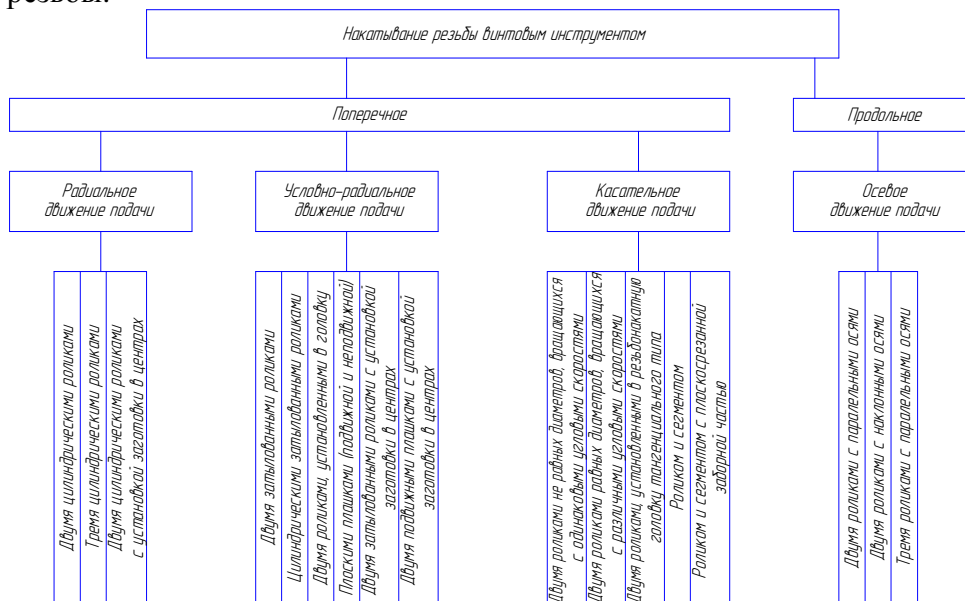 резьбы.
Накатывание резьбы винтовым инструментом
Поперечное
Продольное
Радиальное
движение подачи
Условно-радиальное
движение подачи
Касательное
движение подачи
Осевое
движение подачи
Двумя цилиндрическими роликами
Тремя цилиндрическими роликами
Двумя цилиндрическими роликами
с установкой заготовки в центрах
Двумя затылованными роликами
Цилиндрическими затылованными роликами
Двумя роликами, установленными в головку
Плоскими плашками (подвижной и неподвижной)
Двумя затылованными роликами с установкой
заготовки в центрах
Двумя подвижными плашками с установкой
заготовки в центрах
Двумя роликами не равных диаметров, вращающихся
с одинаковыми угловыми скоростями
Двумя роликами равных диаметров, вращающихся
с различными угловыми скоростями
Двумя роликами, установленными в резьбонакатную
головку тангенциального типа
Роликом и сегментом
Роликом и сегментом с плоскосрезанной
заборной частью
Двумя роликами с паралельными осями
Двумя роликами с наклонными осями
Тремя роликами с паралельными осями